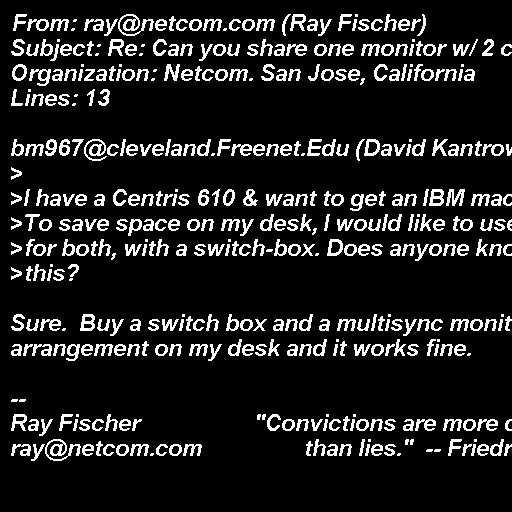 From: ray@netcom.com (Ray Fischer)
Subject: Re: Can you share one monitor w/ 2 c
Organization: Netcom. San Jose, California
Lines: 13

bm967@cleveland.Freenet.Edu (David Kantrow
>
>I have a Centris 610 & want to get an IBM mac
>To save space on my desk, I would like to use
>for both, with a switch-box. Does anyone kno
>this?

Sure.  Buy a switch box and a multisync monit
arrangement on my desk and it works fine.

--
Ray Fischer                 "Convictions are more d
ray@netcom.com               than lies."  -- Friedr